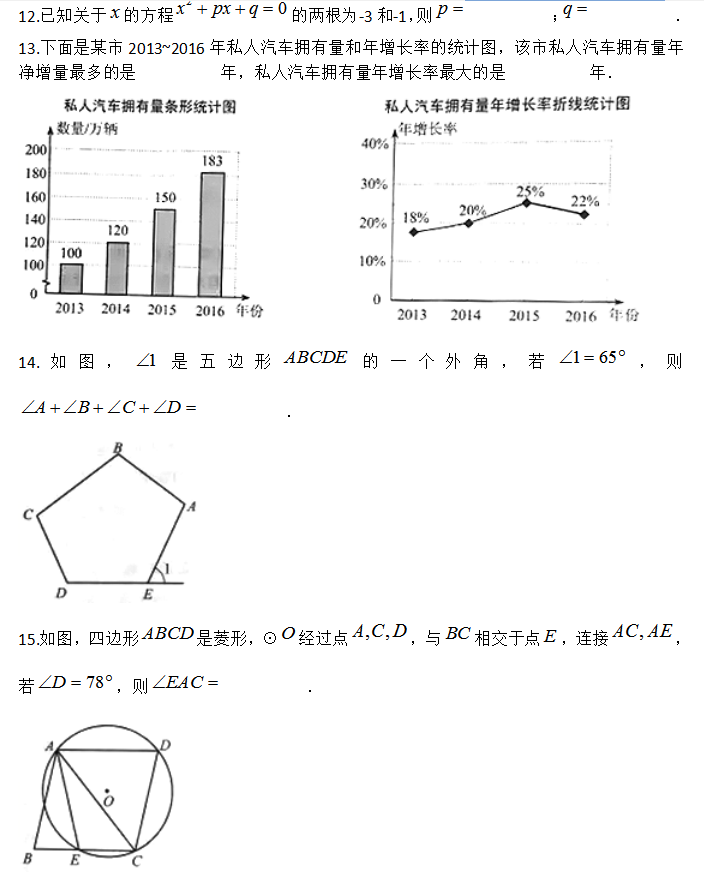 12.已知关于x的方程x²+px+q=0的两根为-3和-1,则p= ;q= .
13.下面是某市2013~2016年私人汽车拥有量和年增长率的统计图，该市私人汽车拥有量年
净增量最多的是 年，私人汽车拥有量年增长率最大的是 年.
私人汽车拥有量条形统计图
数量/万辆
200
180
160
140
120
100
0
100
120
150
183
2013 2014 2015 2016 年份
私人汽车拥有量年增长率折线统计图
年增长率
40%
30%
20%
10%
0
18%
20%
25%
22%
2013 2014 2015 2016 年份
14.如图，∠1是五边形ABCDE的一个外角，若∠1=65°，则
∠A+∠B+∠C+∠D= .
B
A
C
1
D E
15.如图，四边形ABCD是菱形，⊙O经过点A,C,D，与BC相交于点E，连接AC,AE，
若∠D=78°，则∠EAC= .
A D
O
B E C